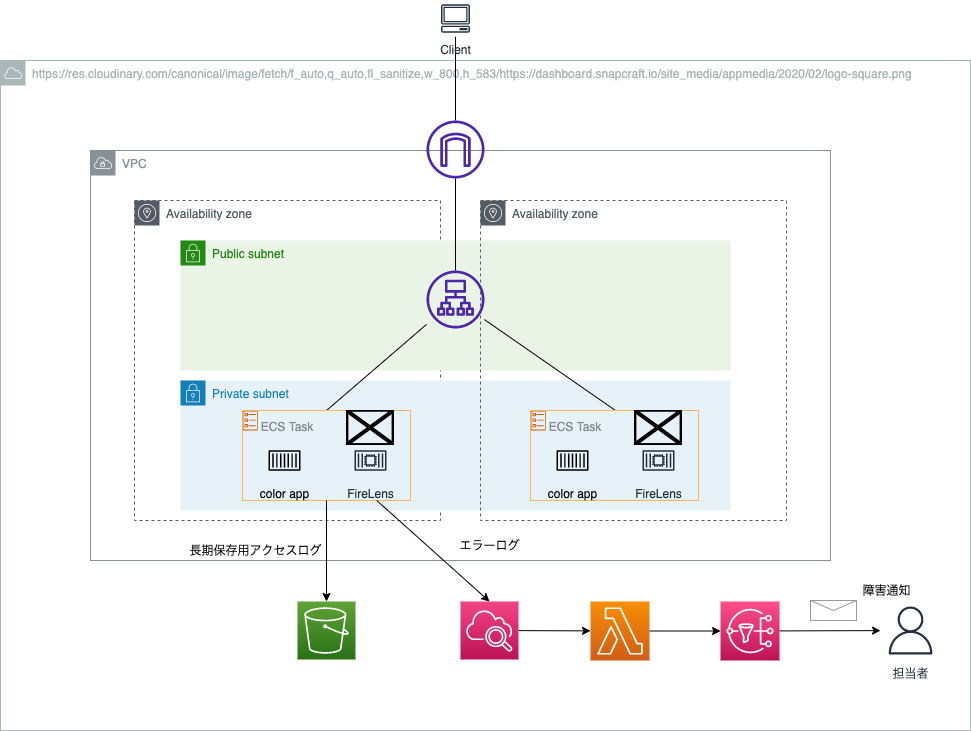 Client
https://res.cloudinary.com/canonical/image/fetch/f_auto,q_auto,fl_sanitize,w_800,h_583/https://dashboard.snapcraft.io/site_media/appmedia/2020/02/logo-square.png
VPC
Availability zone
Availability zone
Public subnet
Private subnet
ECS Task
ECS Task
color app
FireLens
color app
FireLens
長期保存用アクセスログ
エラーログ
障害通知
担当者